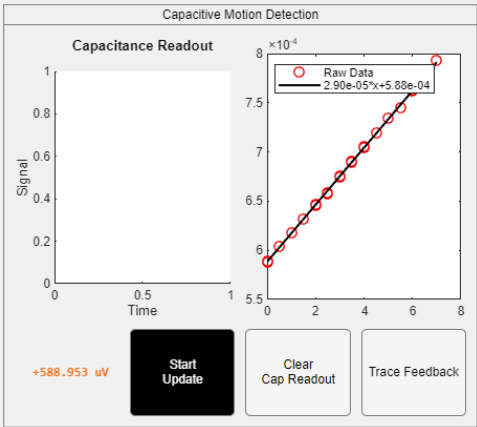 Capacitive Motion Detection
Capacitance Readout
1
0.8
0.6
0.4
0.2
0
Signal
0
0.5
1
Time
×10⁻⁴
8
7.5
7
6.5
6
5.5
Raw Data
2.90e-05*x+5.88e-04
0
2
4
6
8
+588.953 uV
Start
Update
Clear
Cap Readout
Trace Feedback